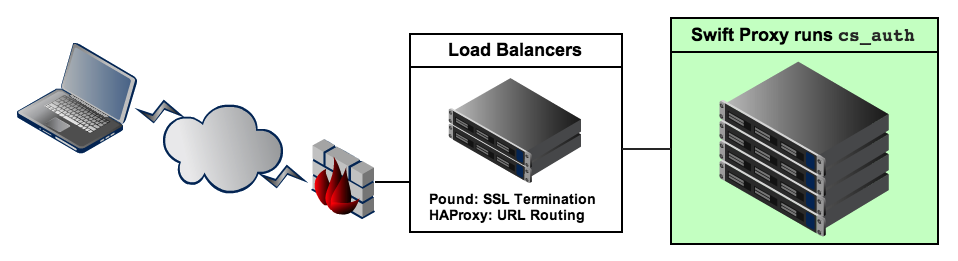 Load Balancers
Pound: SSL Termination
HAProxy: URL Routing
Swift Proxy runs cs_auth